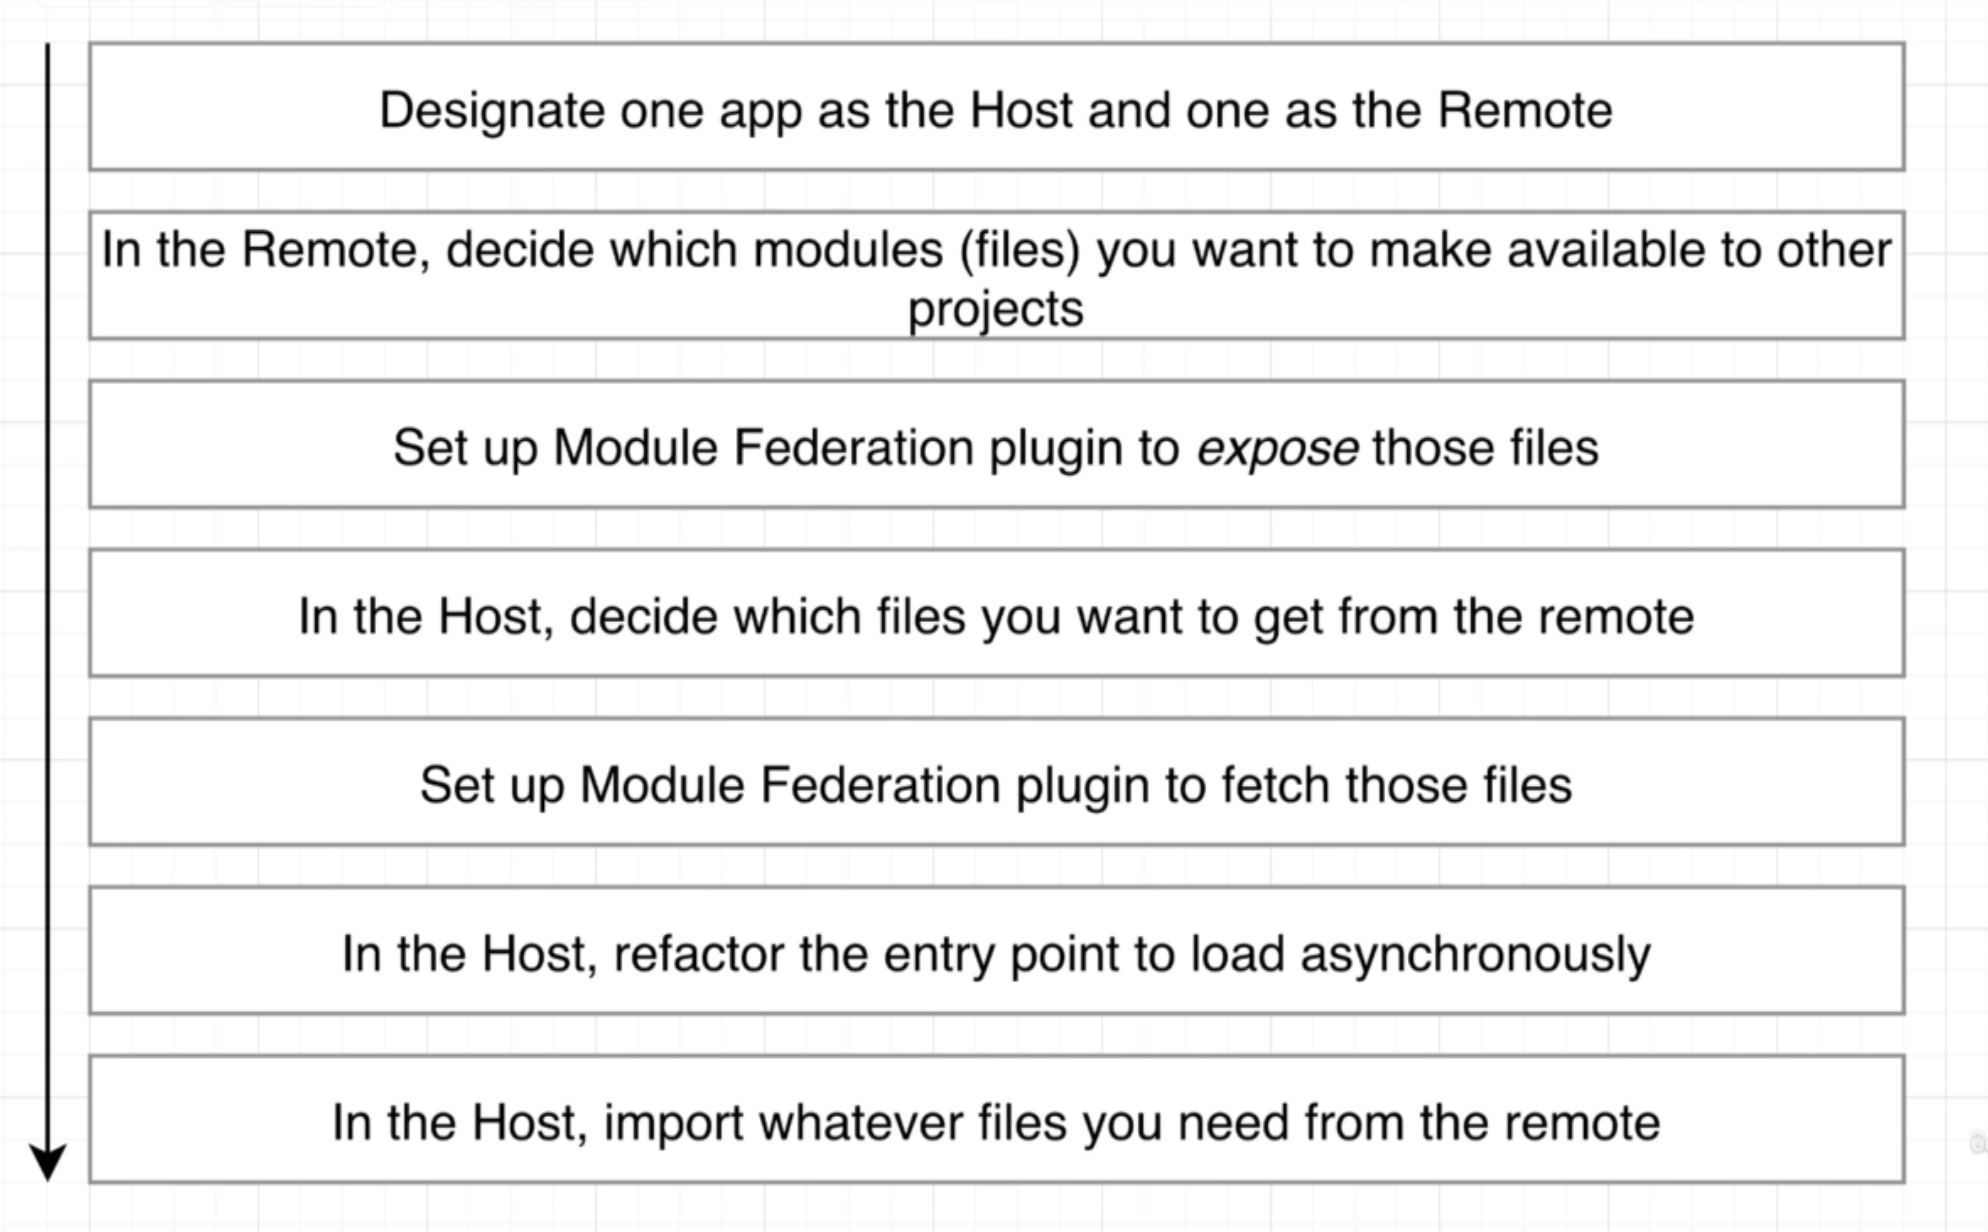 Designate one app as the Host and one as the Remote
In the Remote, decide which modules (files) you want to make available to other
projects
Set up Module Federation plugin to expose those files
In the Host, decide which files you want to get from the remote
Set up Module Federation plugin to fetch those files
In the Host, refactor the entry point to load asynchronously
In the Host, import whatever files you need from the remote